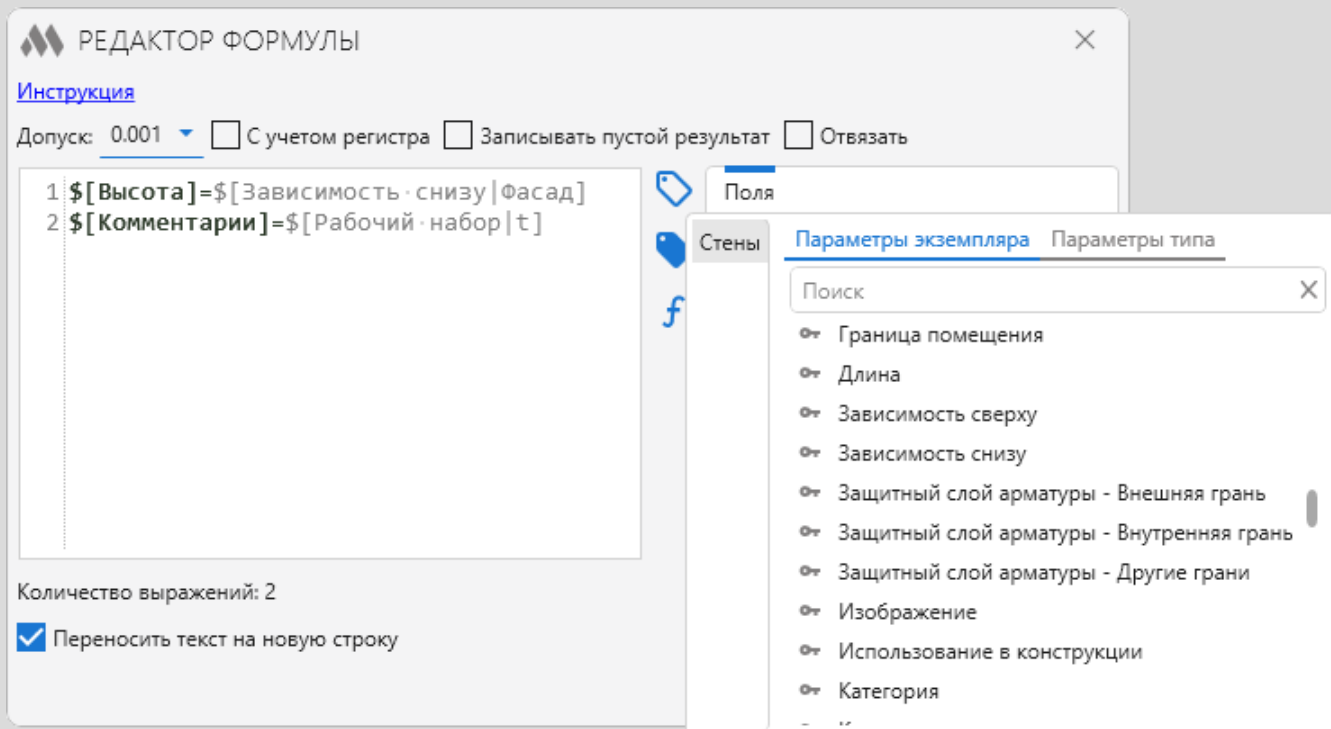 РЕДАКТОР ФОРМУЛЫ
Инструкция
Допуск: 0.001 С учетом регистра Записывать пустой результат Отвязать
1 $[Высота]=$[Зависимость·снизу|Фасад]
2 $[Комментарии]=$[Рабочий·набор|t]
Поля
Стены
Параметры экземпляра Параметры типа
Поиск
Граница помещения
Длина
Зависимость сверху
Зависимость снизу
Защитный слой арматуры - Внешняя грань
Защитный слой арматуры - Внутренняя грань
Защитный слой арматуры - Другие грани
Изображение
Использование в конструкции
Категория
Количество выражений: 2
Переносить текст на новую строку